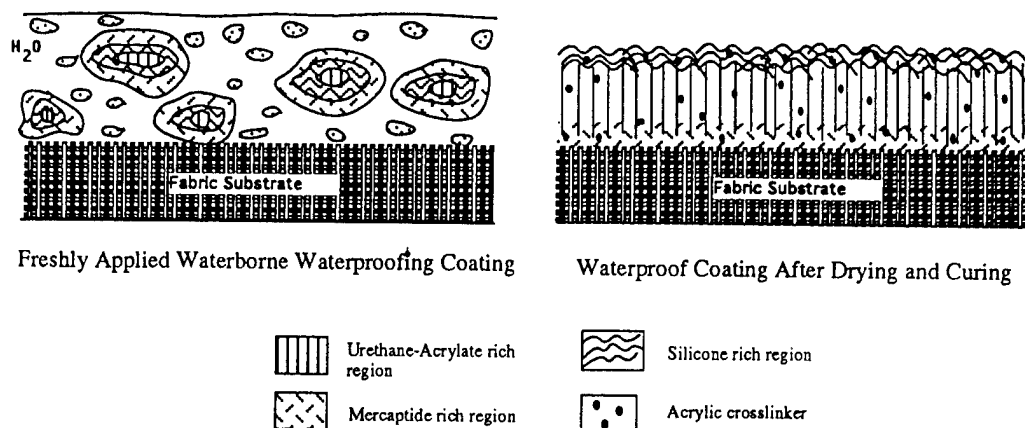 H2O
Fabric Substrate
Fabric Substrate
Freshly Applied Waterborne Waterproofing Coating
Waterproof Coating After Drying and Curing
Urethane-Acrylate rich
region
Silicone rich region
Mercaptide rich region
Acrylic crosslinker